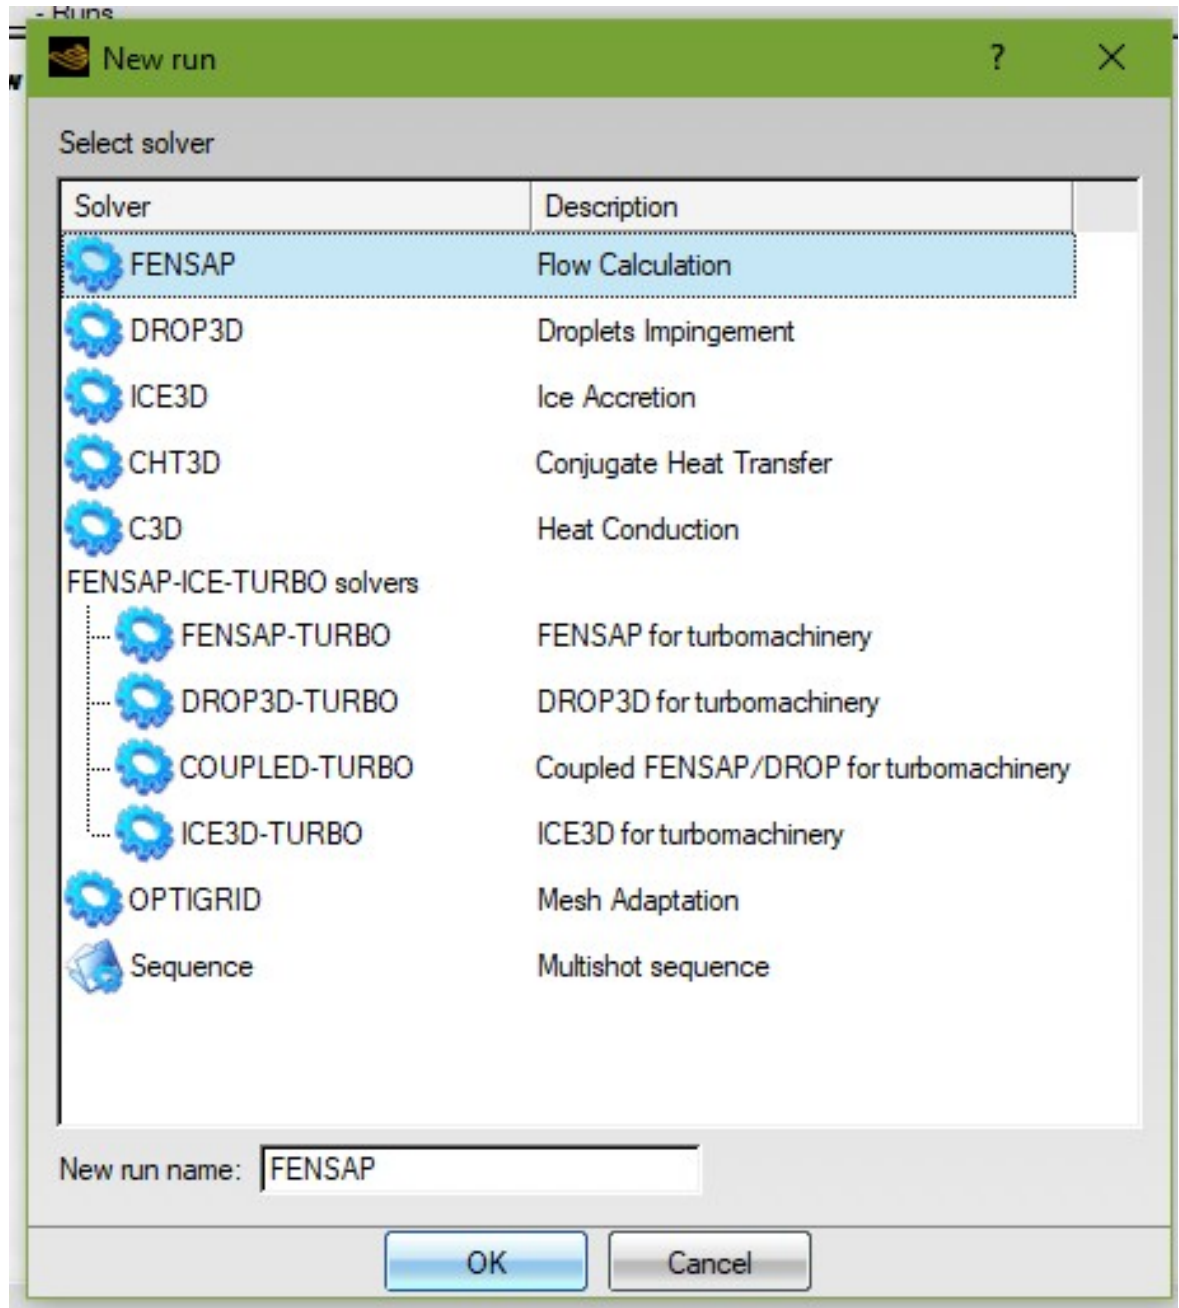 - Runs
New run
?
Select solver
Solver Description
FENSAP Flow Calculation
DROP3D Droplets Impingement
ICE3D Ice Accretion
CHT3D Conjugate Heat Transfer
C3D Heat Conduction
FENSAP-ICE-TURBO solvers
FENSAP-TURBO FENSAP for turbomachinery
DROP3D-TURBO DROP3D for turbomachinery
COUPLED-TURBO Coupled FENSAP/DROP for turbomachinery
ICE3D-TURBO ICE3D for turbomachinery
OPTIGRID Mesh Adaptation
Sequence Multishot sequence
New run name: FENSAP
OK Cancel